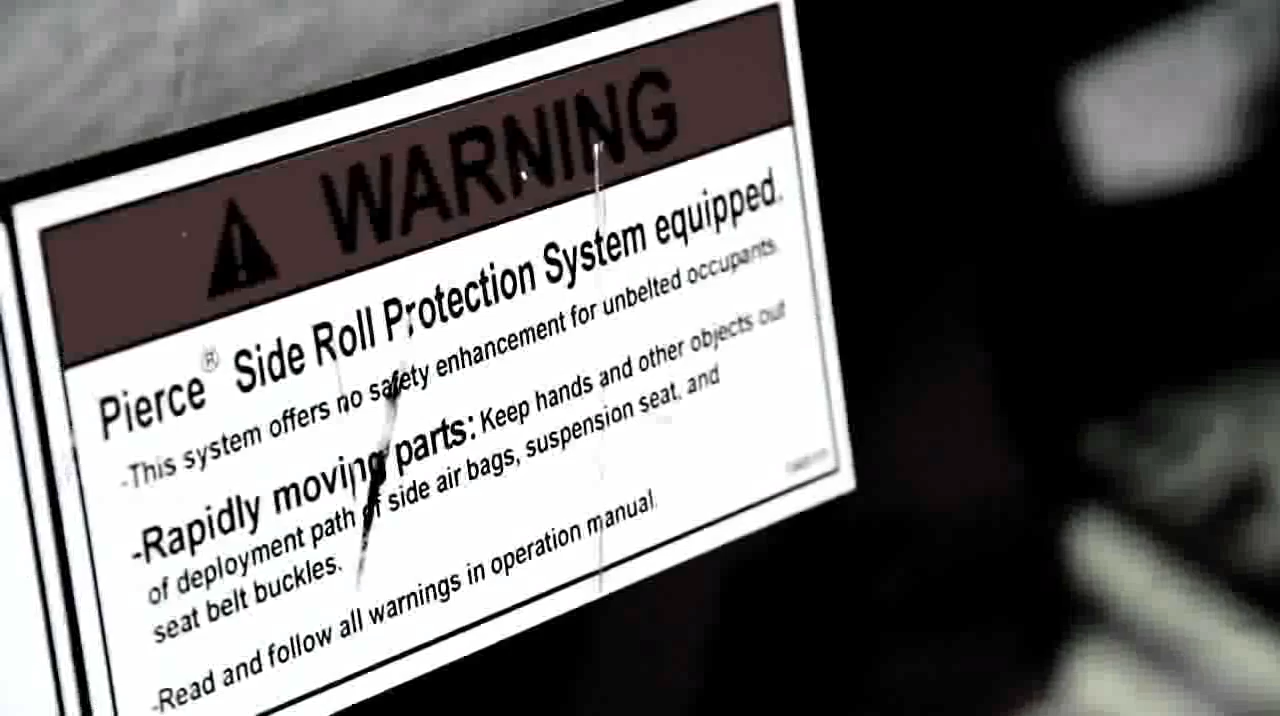 WARNING
Pierce® Side Roll Protection System equipped.
-This system offers no safety enhancement for unbelted occupants.
-Rapidly moving parts: Keep hands and other objects out
of deployment path of side air bags, suspension seat, and
seat belt buckles.
-Read and follow all warnings in operation manual.